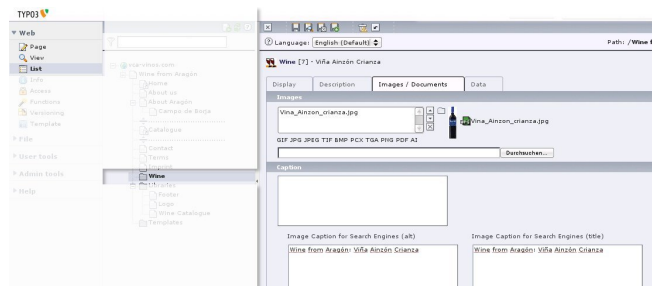 TYPO3
Web
Page
View
List
Info
Access
Functions
Versioning
Template
File
User tools
Admin tools
Help
Wine from Aragón
Home
About us
About Aragón
Campo de Borja
Catalogue
Contact
Terms
Imprint
Wine
Libraries
Footer
Logo
Wine Catalogue
Templates
Language: English (Default)
Path: /Wine f
Wine [7] - Viña Ainzón Crianza
Display
Description
Images / Documents
Data
Images
Vina_Ainzon_crianza.jpg
Vina_Ainzon_crianza.jpg
GIF JPG JPEG TIF BMP PCX TGA PNG PDF AI
Durchsuchen...
Caption
Image Caption for Search Engines (alt)
Image Caption for Search Engines (title)
Wine from Aragón: Viña Ainzón Crianza
Wine from Aragón: Viña Ainzón Crianza